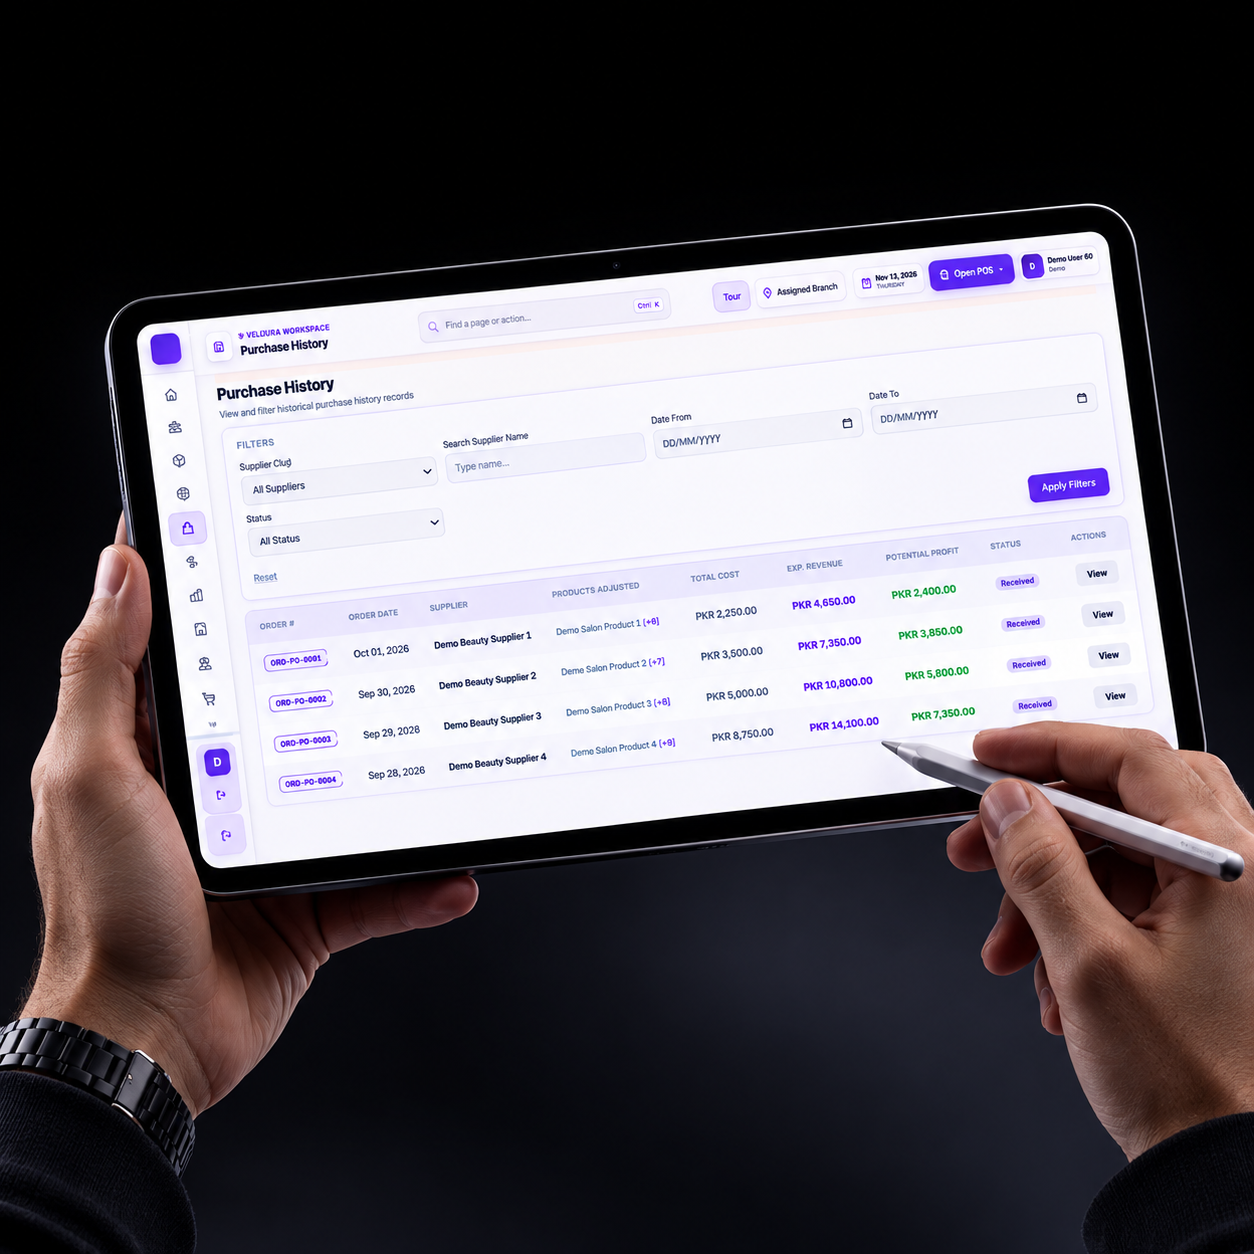 VELDURA WORKSPACE
Purchase History
Find a page or action...
Ctrl K
Tour
Assigned Branch
Nov 13, 2026
THURSDAY
Open POS
D
Demo User 60
Demo
Purchase History
View and filter historical purchase history records
FILTERS
Supplier Clug
All Suppliers
Search Supplier Name
Type name...
Date From
DD/MM/YYYY
Date To
DD/MM/YYYY
Status
All Status
Apply Filters
Reset
ORDER # ORDER DATE SUPPLIER PRODUCTS ADJUSTED TOTAL COST EXP. REVENUE POTENTIAL PROFIT STATUS ACTIONS
ORD-PO-0001 Oct 01, 2026 Demo Beauty Supplier 1 Demo Salon Product 1 [+6] PKR 2,250.00 PKR 4,650.00 PKR 2,400.00 Received View
ORD-PO-0002 Sep 30, 2026 Demo Beauty Supplier 2 Demo Salon Product 2 [+7] PKR 3,500.00 PKR 7,350.00 PKR 3,850.00 Received View
ORD-PO-0003 Sep 29, 2026 Demo Beauty Supplier 3 Demo Salon Product 3 [+8] PKR 5,000.00 PKR 10,800.00 PKR 5,800.00 Received View
ORD-PO-0004 Sep 28, 2026 Demo Beauty Supplier 4 Demo Salon Product 4 [+9] PKR 8,750.00 PKR 14,100.00 PKR 7,350.00 Received View
D